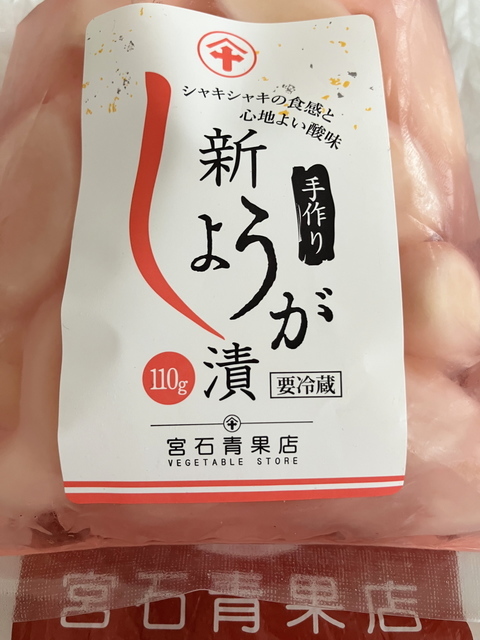 シャキシャキの食感と
心地よい酸味
手作り
新しょうが漬
110g
要冷蔵
宮石青果店
VEGETABLE STORE
宮石青果店